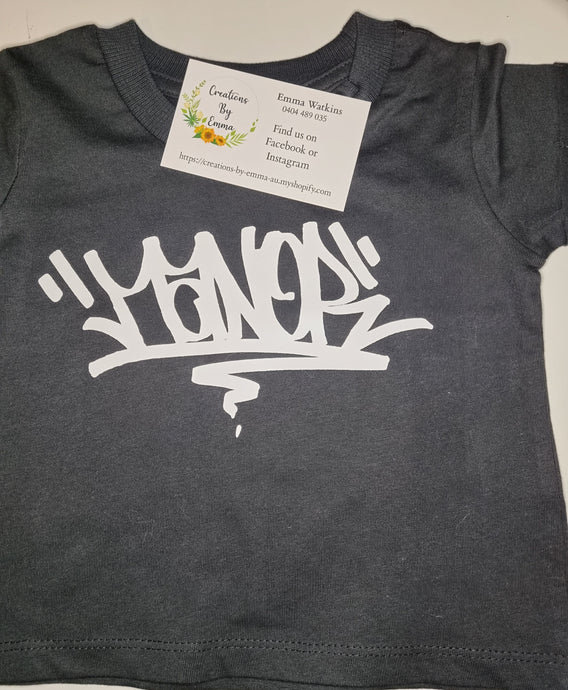 Creations
By
Emma
Emma Watkins
0404 489 035
Find us on
Facebook or
Instagram
https://creations-by-emma-au.myshopify.com
"MANOR"